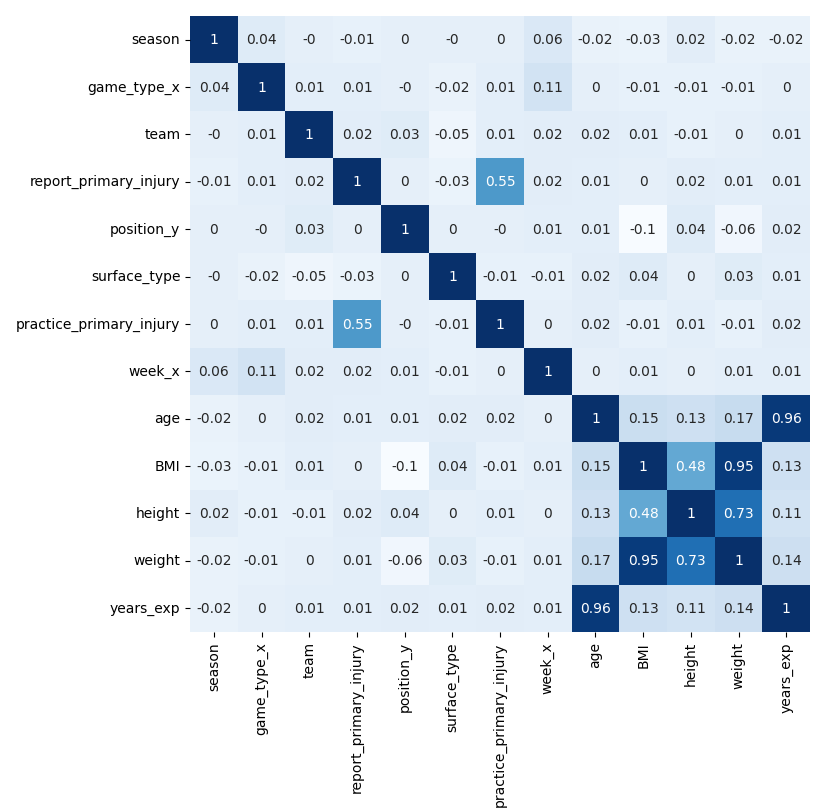 season 1 0.04 -0 -0.01 0 -0 0 0.06 -0.02 -0.03 0.02 -0.02 -0.02
game_type_x 0.04 1 0.01 0.01 -0 -0.02 0.01 0.11 0 -0.01 -0.01 -0.01 0
team -0 0.01 1 0.02 0.03 -0.05 0.01 0.02 0.02 0.01 -0.01 0 0.01
report_primary_injury -0.01 0.01 0.02 1 0 -0.03 0.55 0.02 0.01 0 0.02 0.01 0.01
position_y 0 -0 0.03 0 1 0 -0 0.01 0.01 -0.1 0.04 -0.06 0.02
surface_type -0 -0.02 -0.05 -0.03 0 1 -0.01 -0.01 0.02 0.04 0 0.03 0.01
practice_primary_injury 0 0.01 0.01 0.55 -0 -0.01 1 0 0.02 -0.01 0.01 -0.01 0.02
week_x 0.06 0.11 0.02 0.02 0.01 -0.01 0 1 0 0.01 0 0.01 0.01
age -0.02 0 0.02 0.01 0.01 0.02 0.02 0 1 0.15 0.13 0.17 0.96
BMI -0.03 -0.01 0.01 0 -0.1 0.04 -0.01 0.01 0.15 1 0.48 0.95 0.13
height 0.02 -0.01 -0.01 0.02 0.04 0 0.01 0 0.13 0.48 1 0.73 0.11
weight -0.02 -0.01 0 0.01 -0.06 0.03 -0.01 0.01 0.17 0.95 0.73 1 0.14
years_exp -0.02 0 0.01 0.01 0.02 0.01 0.02 0.01 0.96 0.13 0.11 0.14 1
season
game_type_x
team
report_primary_injury
position_y
surface_type
practice_primary_injury
week_x
age
BMI
height
weight
years_exp